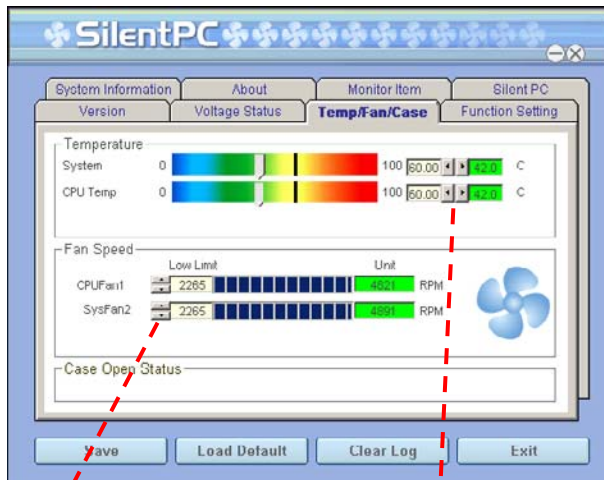 SilentPC
System Information About Monitor Item Silent PC
Version Voltage Status Temp/Fan/Case Function Setting
Temperature
System 0 100 60.00 42.0 C
CPU Temp 0 100 60.00 42.0 C
Fan Speed
Low Limit Unit
CPUFan1 2265 4821 RPM
SysFan2 2265 4891 RPM
Case Open Status
Save Load Default Clear Log Exit